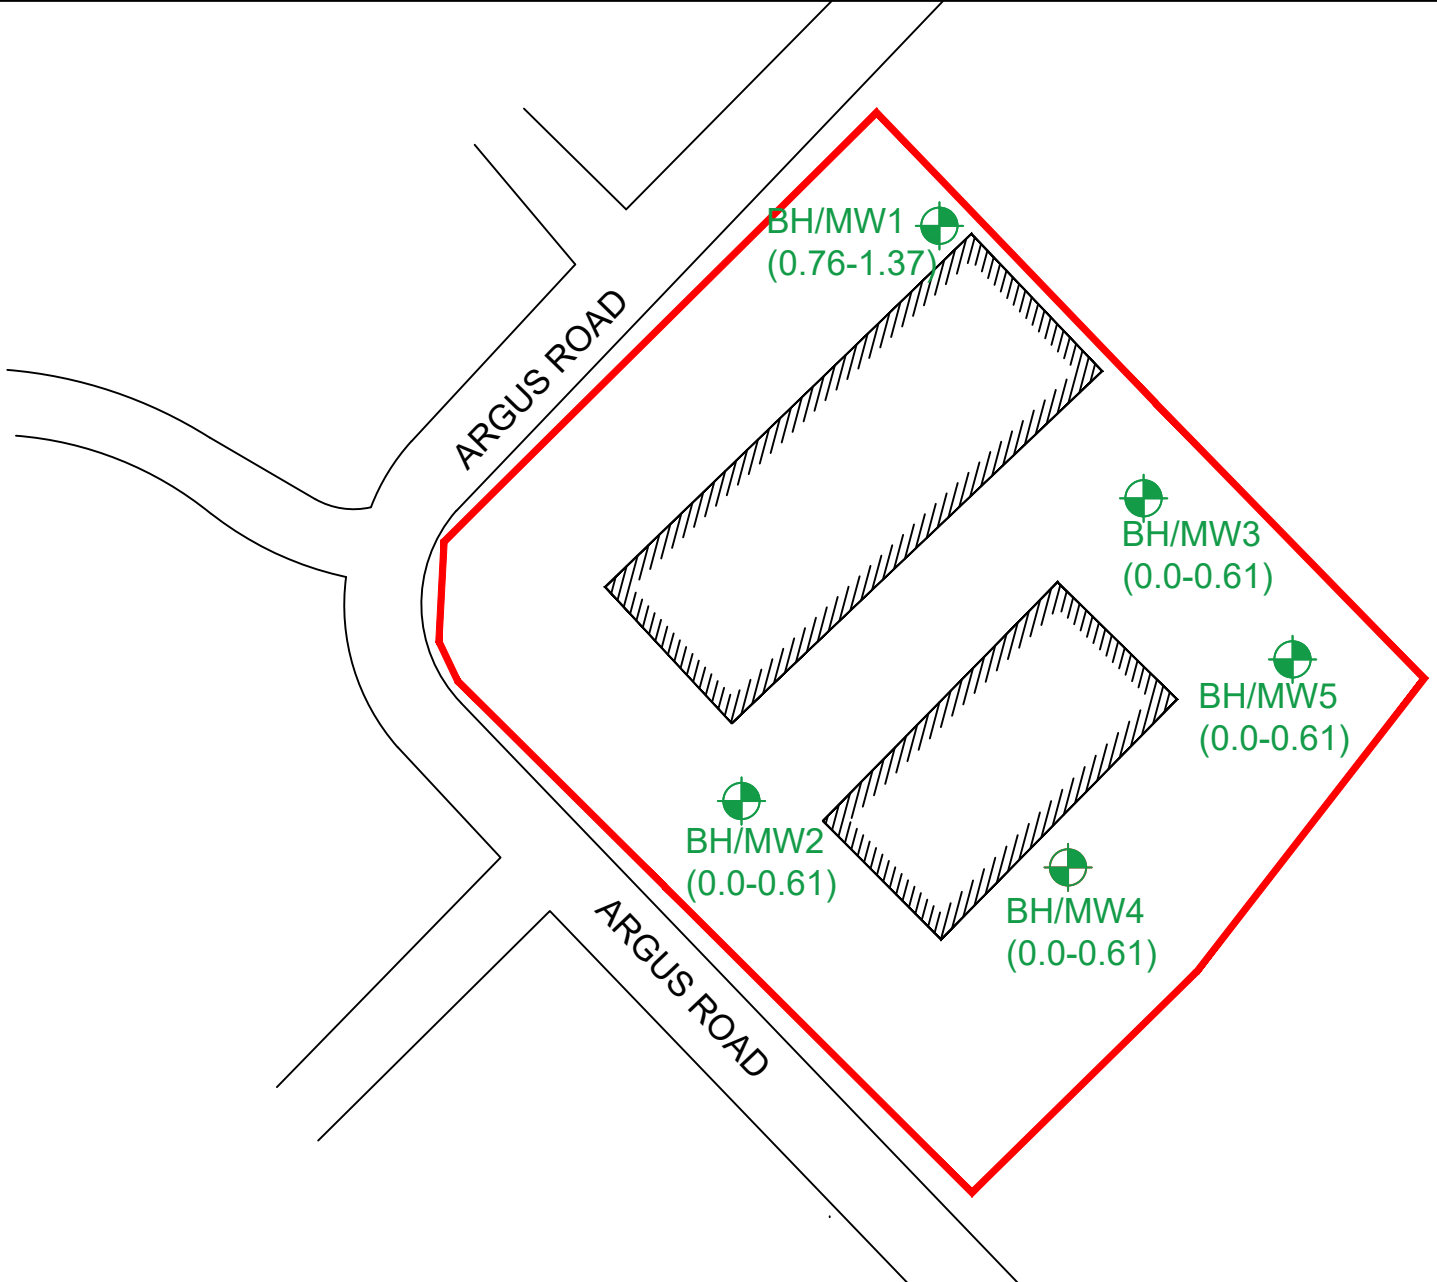 BH/MW1
(0.76-1.37)
ARGUS ROAD
BH/MW3
(0.0-0.61)
BH/MW5
(0.0-0.61)
BH/MW2
(0.0-0.61)
BH/MW4
(0.0-0.61)
ARGUS ROAD